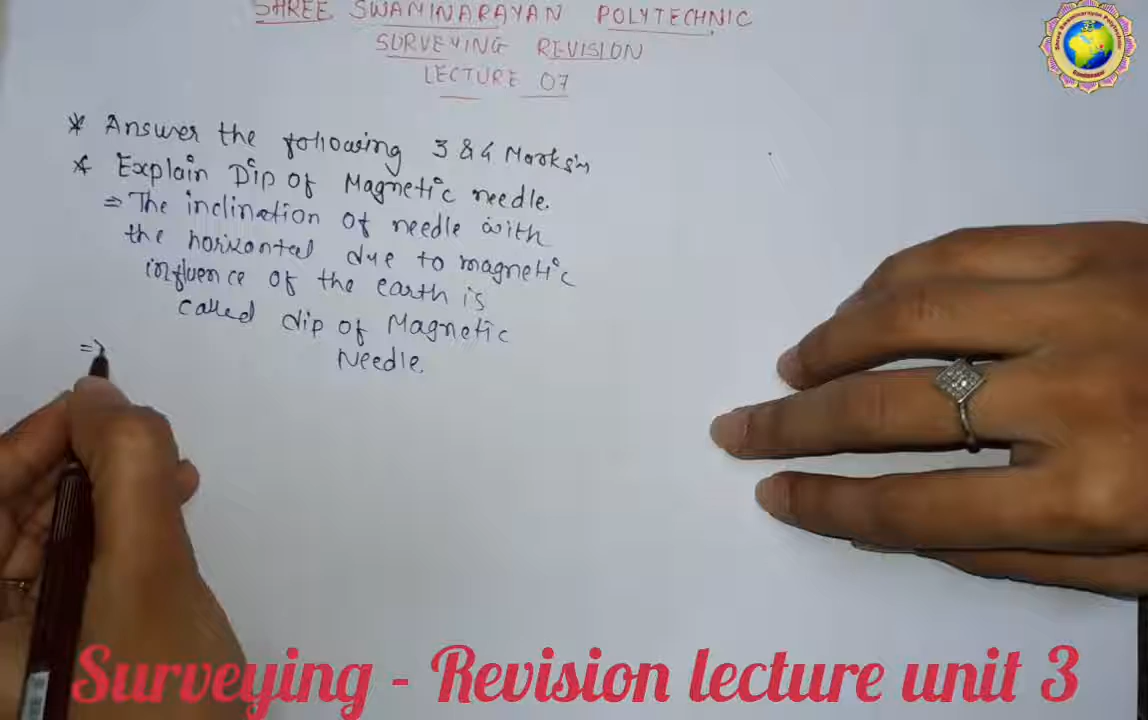 SHREE SWAMINARAYAN POLYTECHNIC
SURVEYING REVISION
LECTURE 07
* Answer the following 3 & 4 Marks'n
* Explain Dip of Magnetic needle.
⇒ The inclination of needle with
the horizontal due to magnetic
influence of the earth is
called dip of Magnetic
Needle.
=>
Surveying - Revision lecture unit 3